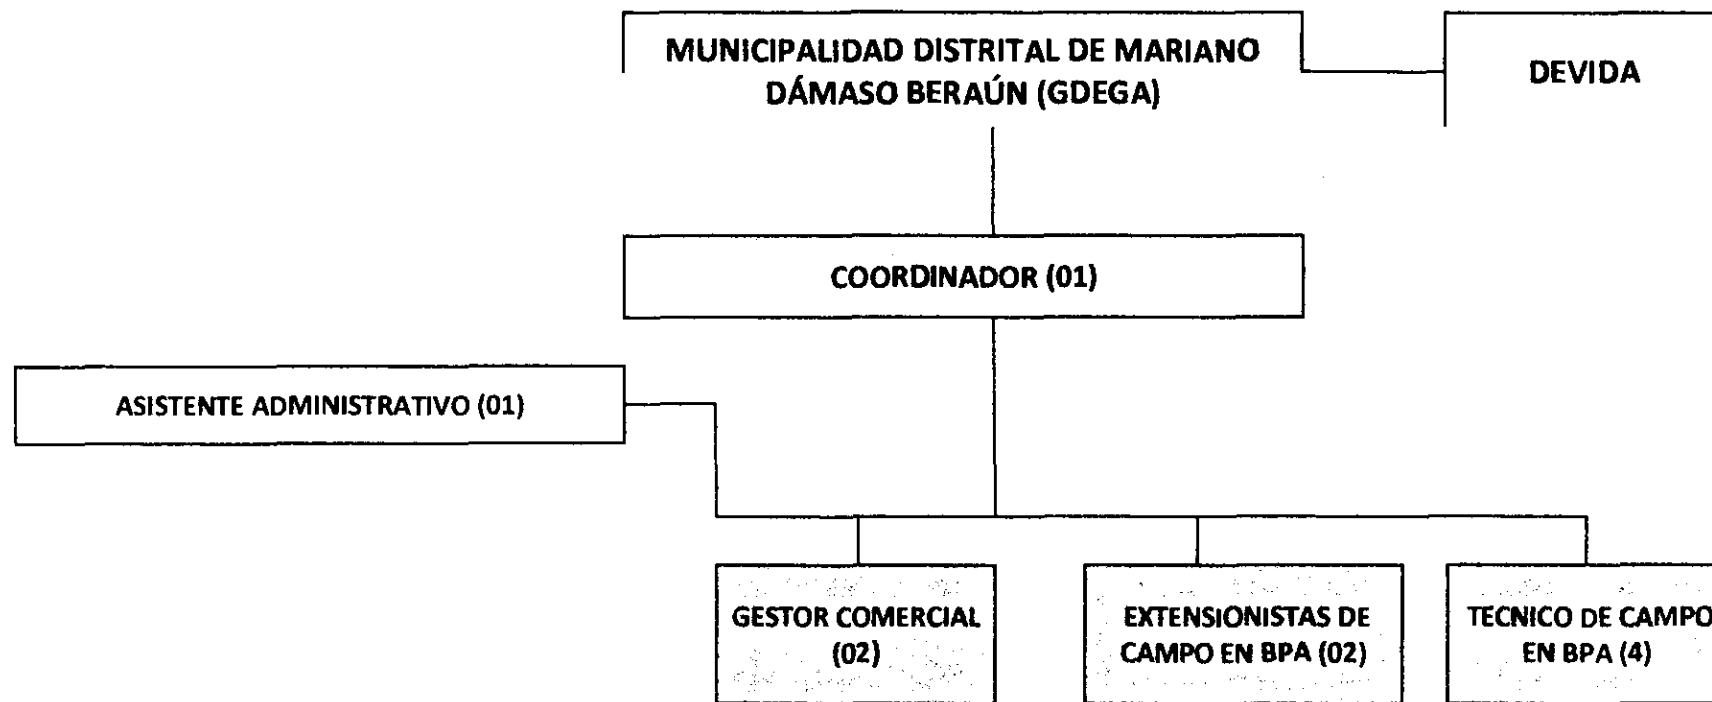 MUNICIPALIDAD DISTRITAL DE MARIANO
DÁMASO BERAÚN (GDEGA)
DEVIDA
COORDINADOR (01)
ASISTENTE ADMINISTRATIVO (01)
GESTOR COMERCIAL
(02)
EXTENSIONISTAS DE
CAMPO EN BPA (02)
TECNICO DE CAMPO
EN BPA (4)